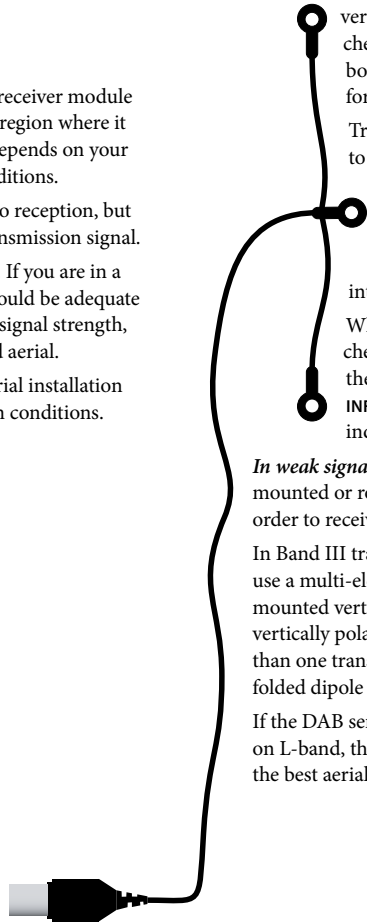 receiver module
region where it
epends on your
ditions.
o reception, but
nsmission signal.
If you are in a
ould be adequate
signal strength,
l aerial.
rial installation
n conditions.
ver
che
bo
for
Tr
to
int
W
che
the
INF
ind
In weak signa
mounted or re
order to receiv
In Band III tra
use a multi-el
mounted vert
vertically pola
than one trans
folded dipole
If the DAB ser
on L-band, th
the best aerial